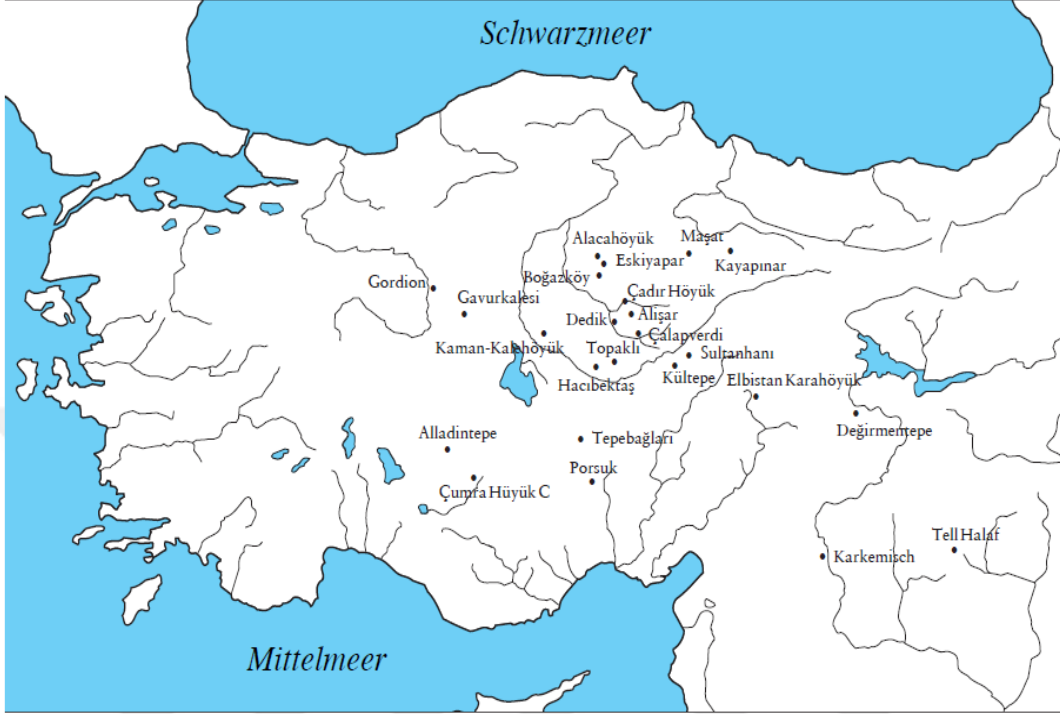 Schwarzmeer
Alacahöyük
Maşat
Eskiyapar
Kayapınar
Boğazköy
Gordion
Gavurkalesi
Çadır Höyük
Dedik
Alişar
Çalapverdi
Kaman-Kalehöyük
Topaklı
Sultanhanı
Hacıbektaş
Kültepe
Elbistan Karahöyük
Değirmentepe
Alladintepe
Tepebağları
Porsuk
Çumra Hüyük C
Tell Halaf
Karkemisch
Mittelmeer